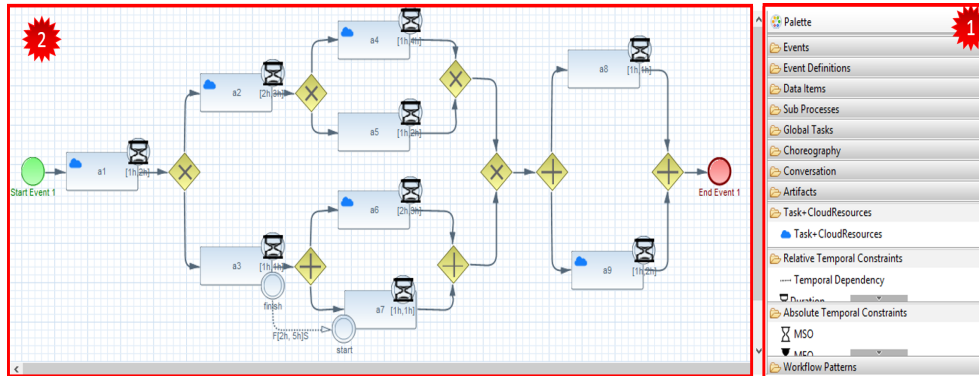 2
a4
[1h,4h]
a8
[1h,1h]
a2
[2h,3h]
a5
[1h,2h]
a1
[1h,2h]
Start Event 1
End Event 1
a6
[2h,3h]
a3
[1h,1h]
a9
[1h,2h]
finish
a7
[1h,1h]
F[2h, 5h]S
start
1
Palette
Events
Event Definitions
Data Items
Sub Processes
Global Tasks
Choreography
Conversation
Artifacts
Task+CloudResources
Task+CloudResources
Relative Temporal Constraints
Temporal Dependency
Duration
Absolute Temporal Constraints
MSO
MFO
Workflow Patterns